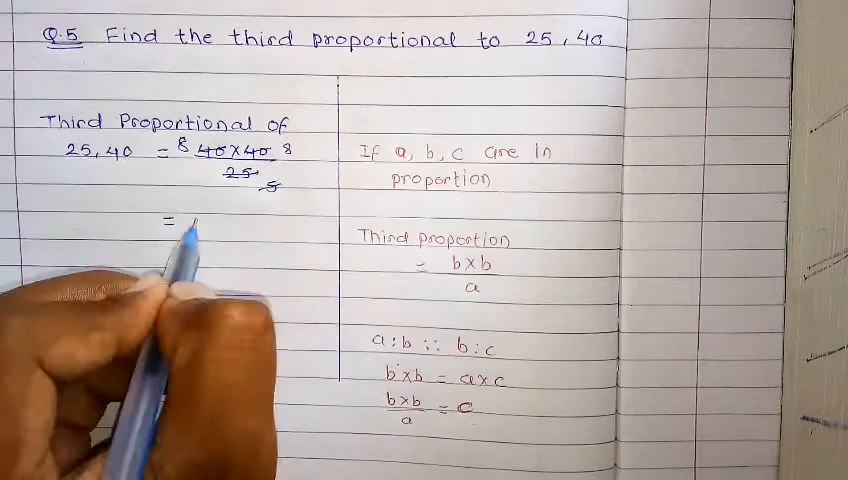 Q.5 Find the third proportional to 25, 40
Third Proportional of
25, 40 = 8 40 × 40 8
25 5
=
If a, b, c are in
proportion
Third proportion
= b × b
a
a : b :: b : c
b × b = a × c
b × b = c
a